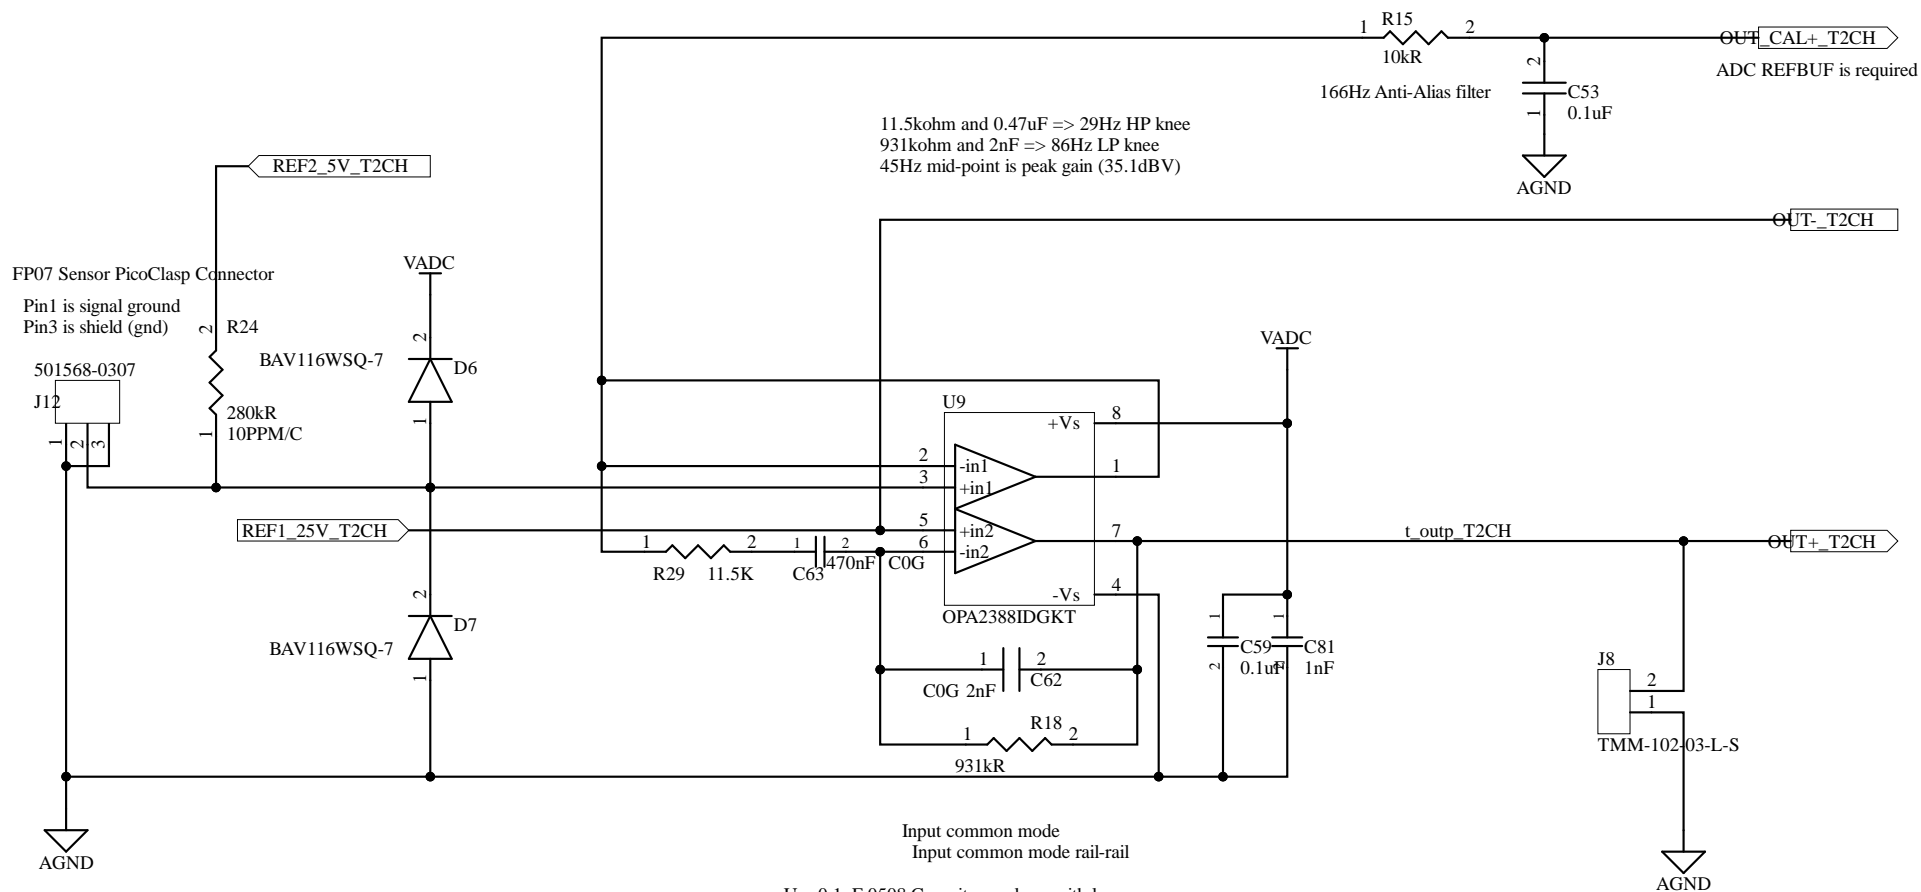 1
R15
2
10kR
OUT_CAL+_T2CH
ADC REFBUF is required
166Hz Anti-Alias filter
2
1
C53
0.1uF
AGND
11.5kohm and 0.47uF => 29Hz HP knee
931kohm and 2nF => 86Hz LP knee
45Hz mid-point is peak gain (35.1dBV)
REF2_5V_T2CH
OUT-_T2CH
FP07 Sensor PicoClasp Connector
Pin1 is signal ground
Pin3 is shield (gnd)
2
R24
280kR
10PPM/C
1
VADC
2
BAV116WSQ-7
D6
1
501568-0307
J12
1
2
3
VADC
U9
+Vs
8
2
-in1
1
3
+in1
REF1_25V_T2CH
5
+in2
7
6
-in2
t_outp_T2CH
OUT+_T2CH
1
2
R29
11.5K
1
2
C63
470nF
C0G
-Vs
4
OPA2388IDGKT
2
D7
BAV116WSQ-7
1
1
2
C0G 2nF
C62
R18
1
2
931kR
1
C59
0.1uF
2
1
C81
1nF
2
J8
2
1
TMM-102-03-L-S
AGND
AGND
Input common mode
Input common mode rail-rail